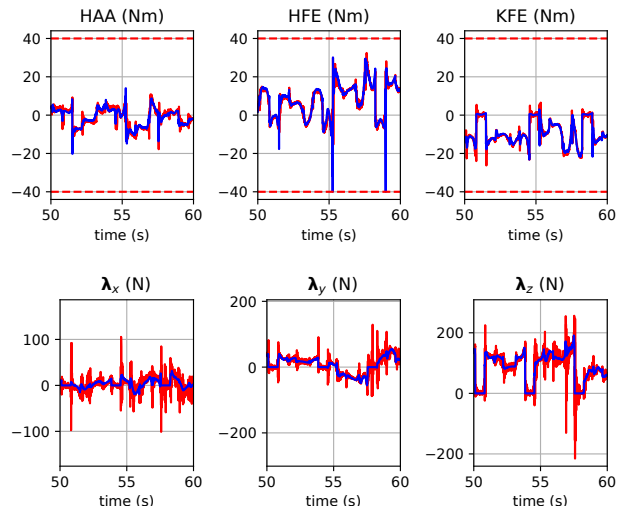 HAA (Nm) HFE (Nm) KFE (Nm)
40 40 40
20 20 20
0 0 0
−20 −20 −20
−40 −40 −40
50 55 60 50 55 60 50 55 60
time (s) time (s) time (s)
λx (N) λy (N) λz (N)
100 200 200
0 0 0
−100 −200 −200
50 55 60 50 55 60 50 55 60
time (s) time (s) time (s)